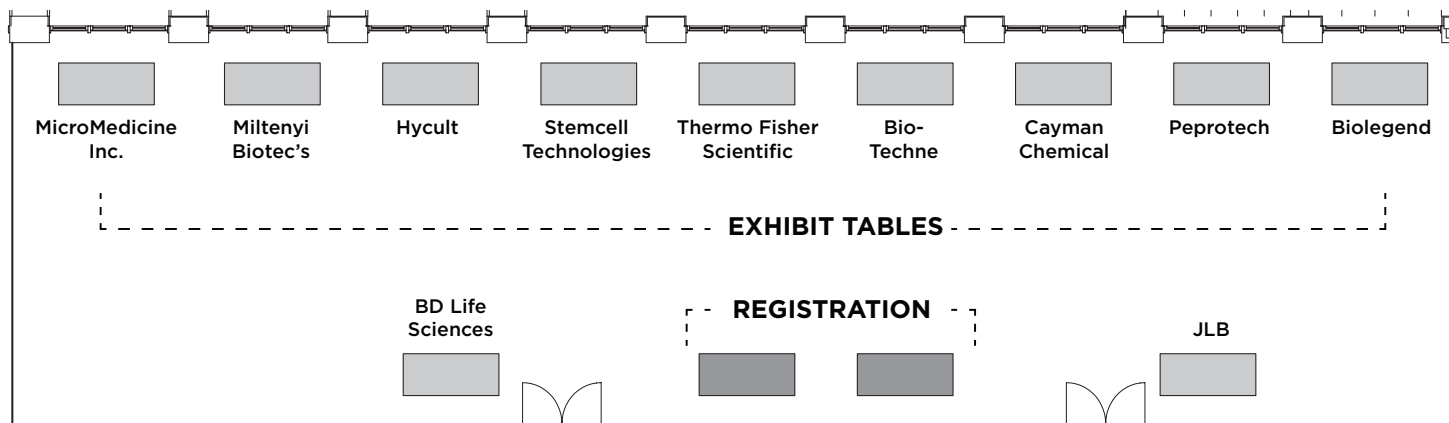 MicroMedicine
Inc.
Miltenyi
Biotec's
Hycult
Stemcell
Technologies
Thermo Fisher
Scientific
Bio-
Techne
Cayman
Chemical
Peprotech
Biolegend
EXHIBIT TABLES
BD Life
Sciences
REGISTRATION
JLB